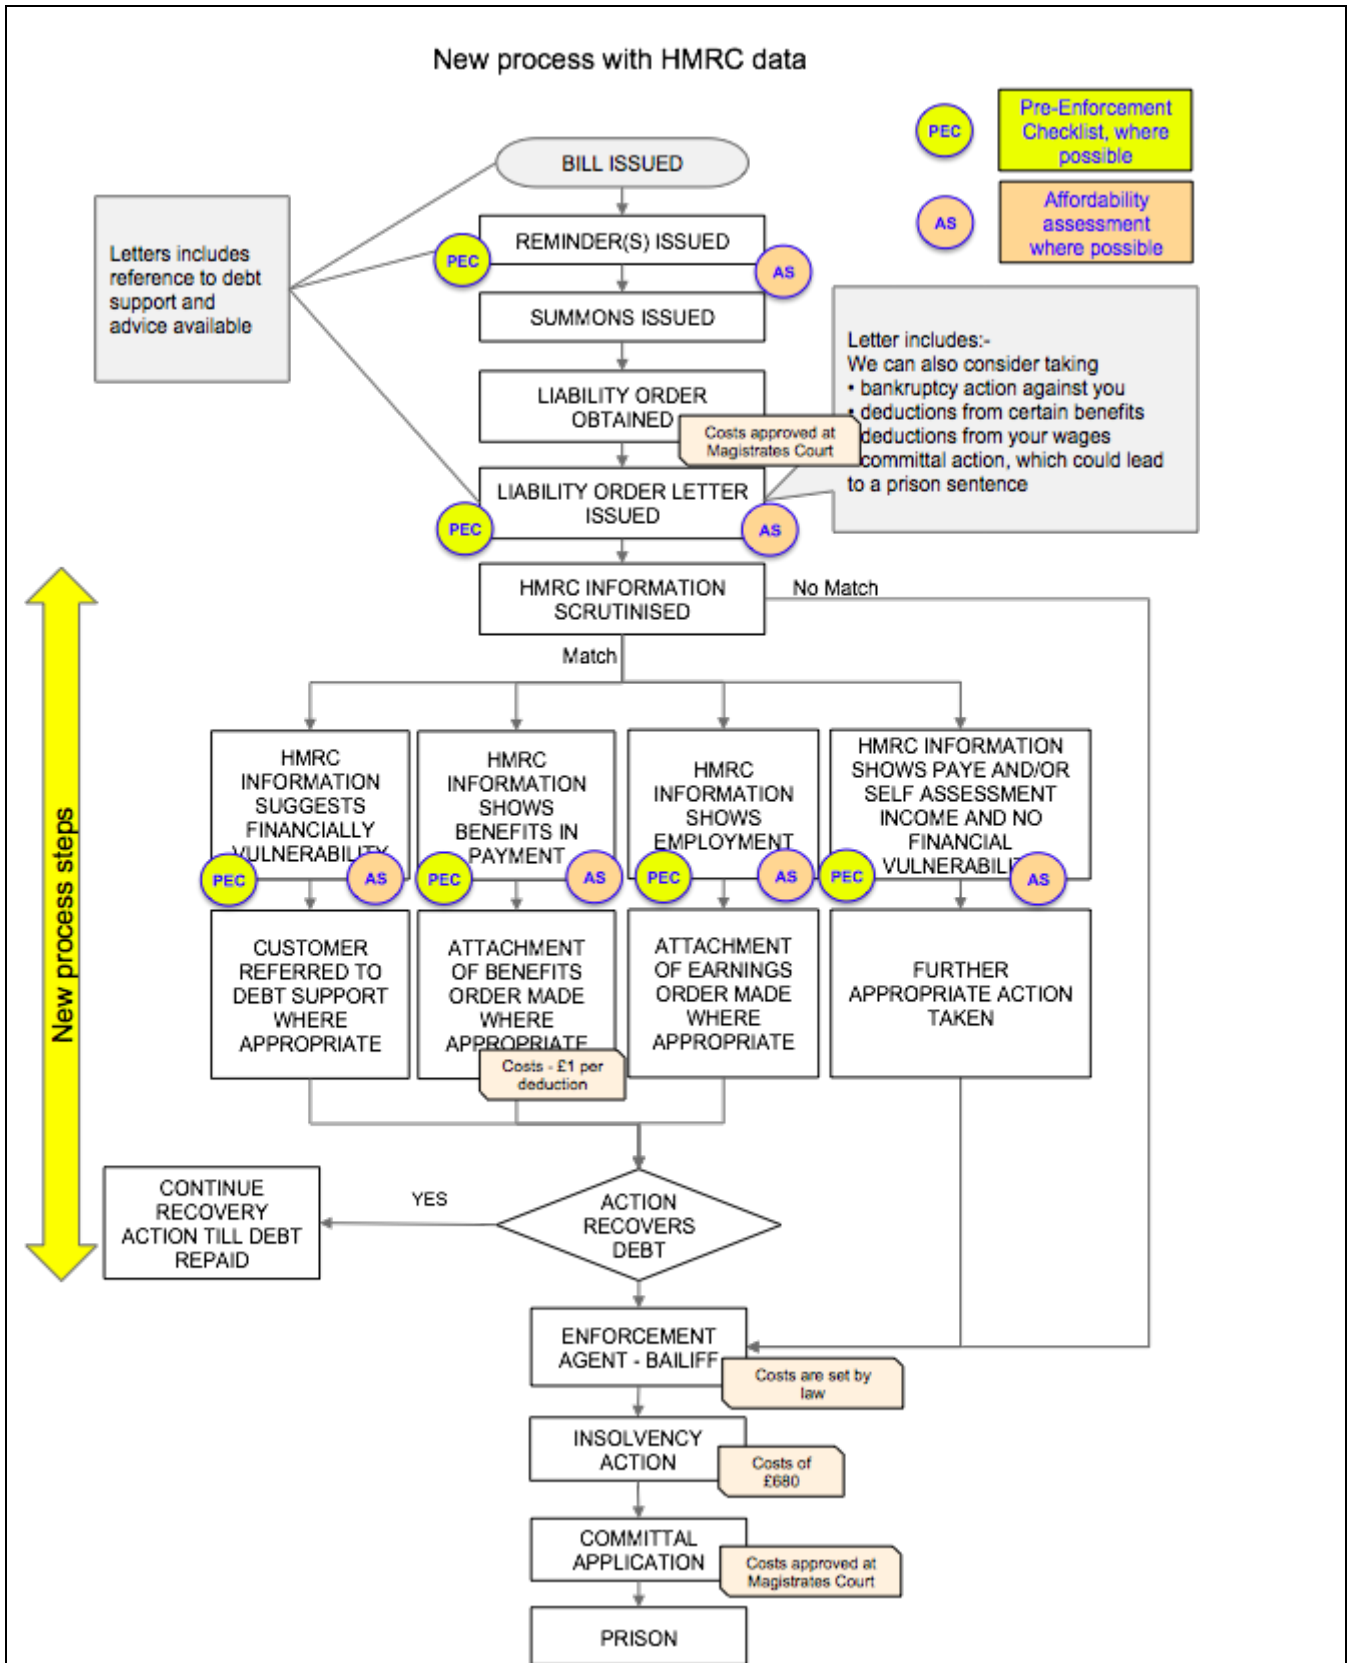 New process with HMRC data
PEC
Pre-Enforcement
Checklist, where
possible
AS
Affordability
assessment
where possible
BILL ISSUED
Letters includes
reference to debt
support and
advice available
REMINDER(S) ISSUED
PEC
AS
SUMMONS ISSUED
Letter includes:-
We can also consider taking
• bankruptcy action against you
• deductions from certain benefits
deductions from your wages
committal action, which could lead
to a prison sentence
LIABILITY ORDER
OBTAINED
Costs approved at
Magistrates Court
LIABILITY ORDER LETTER
ISSUED
PEC
AS
HMRC INFORMATION
SCRUTINISED
No Match
Match
New process steps
HMRC
INFORMATION
SUGGESTS
FINANCIALLY
VULNERABILITY
PEC
AS
HMRC
INFORMATION
SHOWS
BENEFITS IN
PAYMENT
PEC
AS
HMRC
INFORMATION
SHOWS
EMPLOYMENT
PEC
AS
HMRC INFORMATION
SHOWS PAYE AND/OR
SELF ASSESSMENT
INCOME AND NO
FINANCIAL
VULNERABILI
PEC
AS
CUSTOMER
REFERRED TO
DEBT SUPPORT
WHERE
APPROPRIATE
ATTACHMENT
OF BENEFITS
ORDER MADE
WHERE
APPROPRIATE
Costs - £1 per
deduction
ATTACHMENT
OF EARNINGS
ORDER MADE
WHERE
APPROPRIATE
FURTHER
APPROPRIATE ACTION
TAKEN
CONTINUE
RECOVERY
ACTION TILL DEBT
REPAID
YES
ACTION
RECOVERS
DEBT
ENFORCEMENT
AGENT - BAILIFF
Costs are set by
law
INSOLVENCY
ACTION
Costs of
£680
COMMITTAL
APPLICATION
Costs approved at
Magistrates Court
PRISON